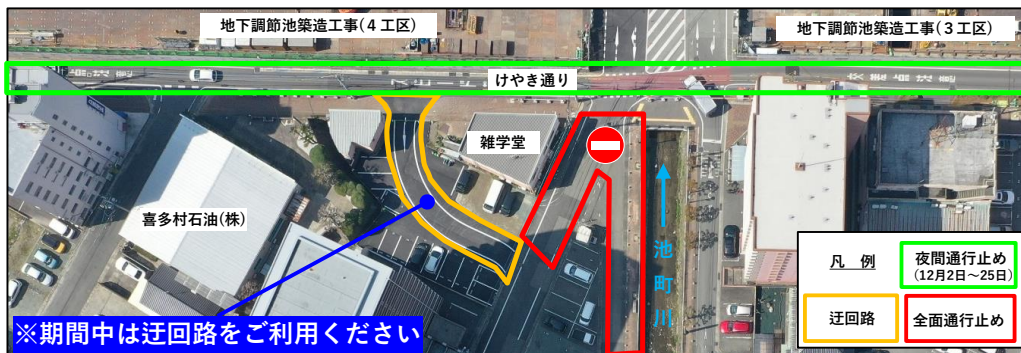 地下調節池築造工事(4工区)
地下調節池築造工事(3工区)
けやき通り
雑学堂
喜多村石油(株)
池町川
凡 例
夜間通行止め
(12月2日~25日)
迂回路
全面通行止め
※期間中は迂回路をご利用ください